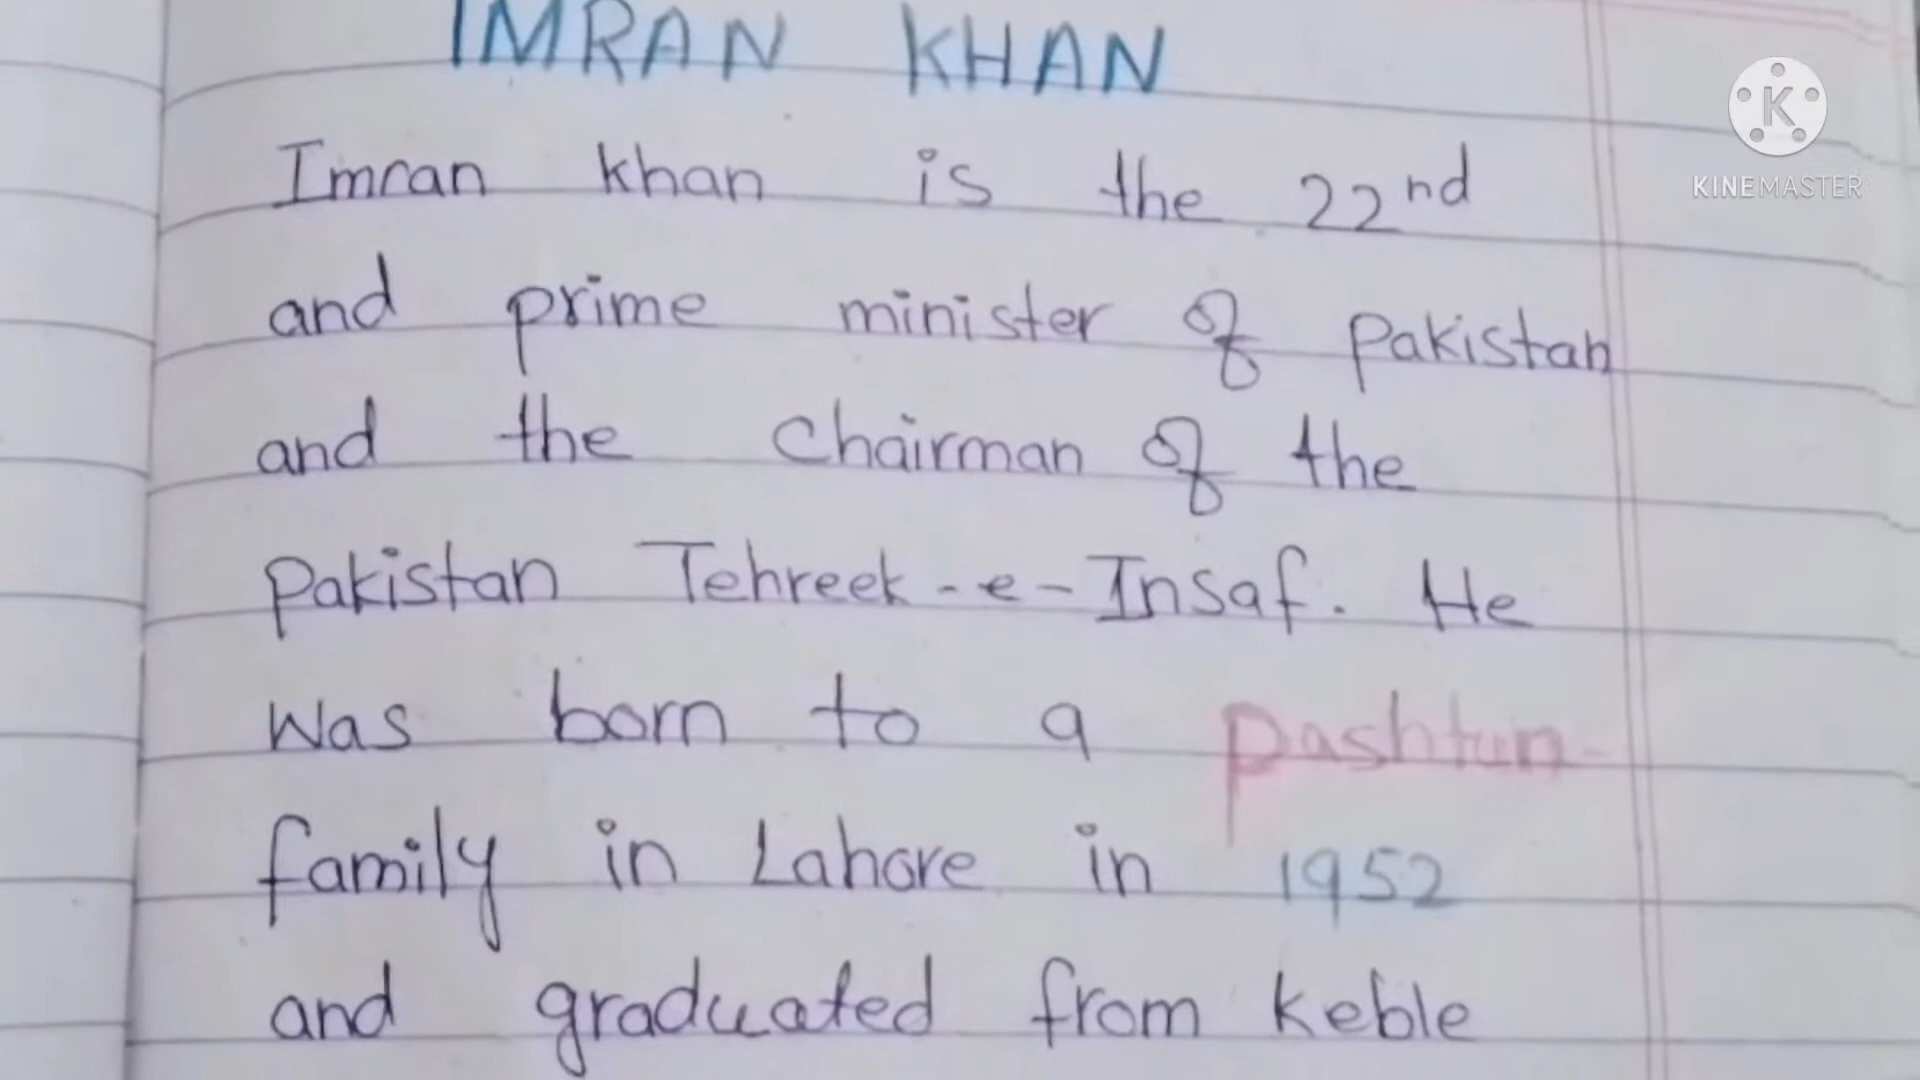 IMRAN KHAN
Imran khan is the 22nd
and prime minister of Pakistan
and the Chairman of the
Pakistan Tehreek-e-Insaf. He
was born to a pashtun
family in Lahore in 1952
and graduated from Keble
K
KINEMASTER